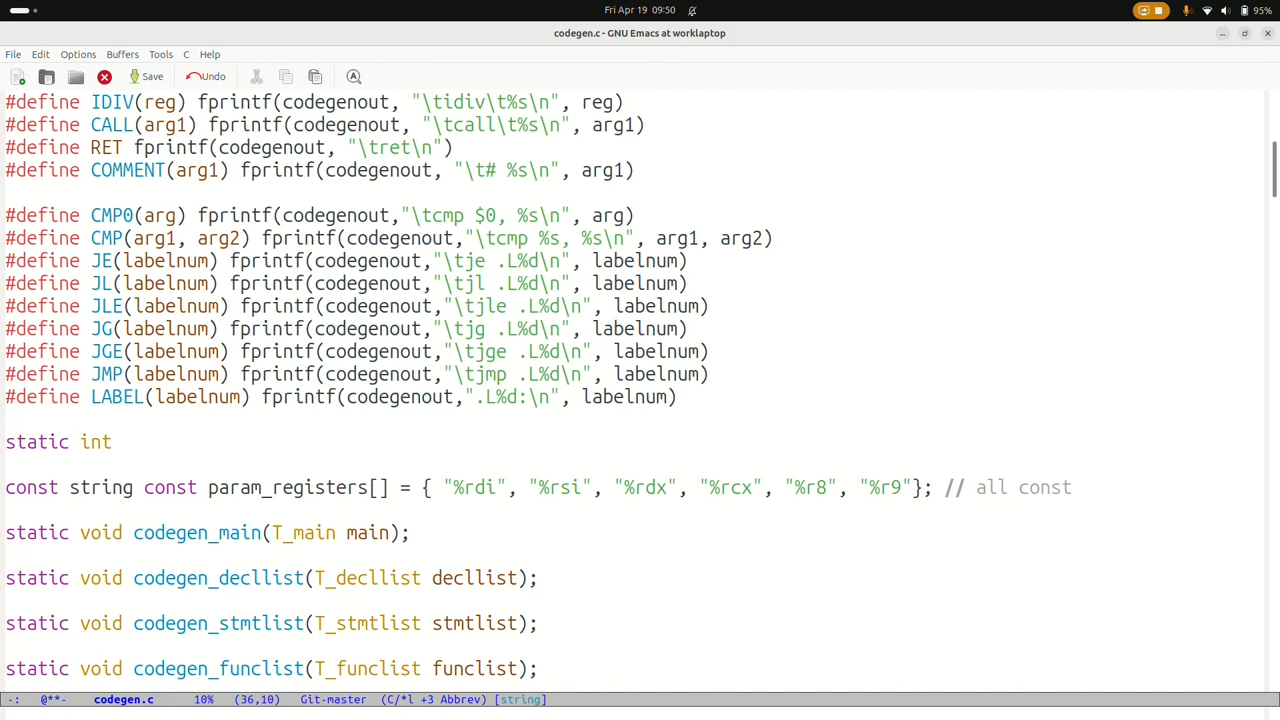 Fri Apr 19 09:50
95%
codegen.c - GNU Emacs at worklaptop
File Edit Options Buffers Tools C Help
Save Undo
#define IDIV(reg) fprintf(codegenout, "\tidiv\t%s\n", reg)
#define CALL(arg1) fprintf(codegenout, "\tcall\t%s\n", arg1)
#define RET fprintf(codegenout, "\tret\n")
#define COMMENT(arg1) fprintf(codegenout, "\t# %s\n", arg1)
#define CMP0(arg) fprintf(codegenout,"\tcmp $0, %s\n", arg)
#define CMP(arg1, arg2) fprintf(codegenout,"\tcmp %s, %s\n", arg1, arg2)
#define JE(labelnum) fprintf(codegenout,"\tje .L%d\n", labelnum)
#define JL(labelnum) fprintf(codegenout,"\tjl .L%d\n", labelnum)
#define JLE(labelnum) fprintf(codegenout,"\tjle .L%d\n", labelnum)
#define JG(labelnum) fprintf(codegenout,"\tjg .L%d\n", labelnum)
#define JGE(labelnum) fprintf(codegenout,"\tjge .L%d\n", labelnum)
#define JMP(labelnum) fprintf(codegenout,"\tjmp .L%d\n", labelnum)
#define LABEL(labelnum) fprintf(codegenout,".L%d:\n", labelnum)
static int
const string const param_registers[] = { "%rdi", "%rsi", "%rdx", "%rcx", "%r8", "%r9"}; // all const
static void codegen_main(T_main main);
static void codegen_decllist(T_decllist decllist);
static void codegen_stmtlist(T_stmtlist stmtlist);
static void codegen_funclist(T_funclist funclist);
-: @**- codegen.c 10% (36,10) Git-master (C/*l +3 Abbrev) [string]